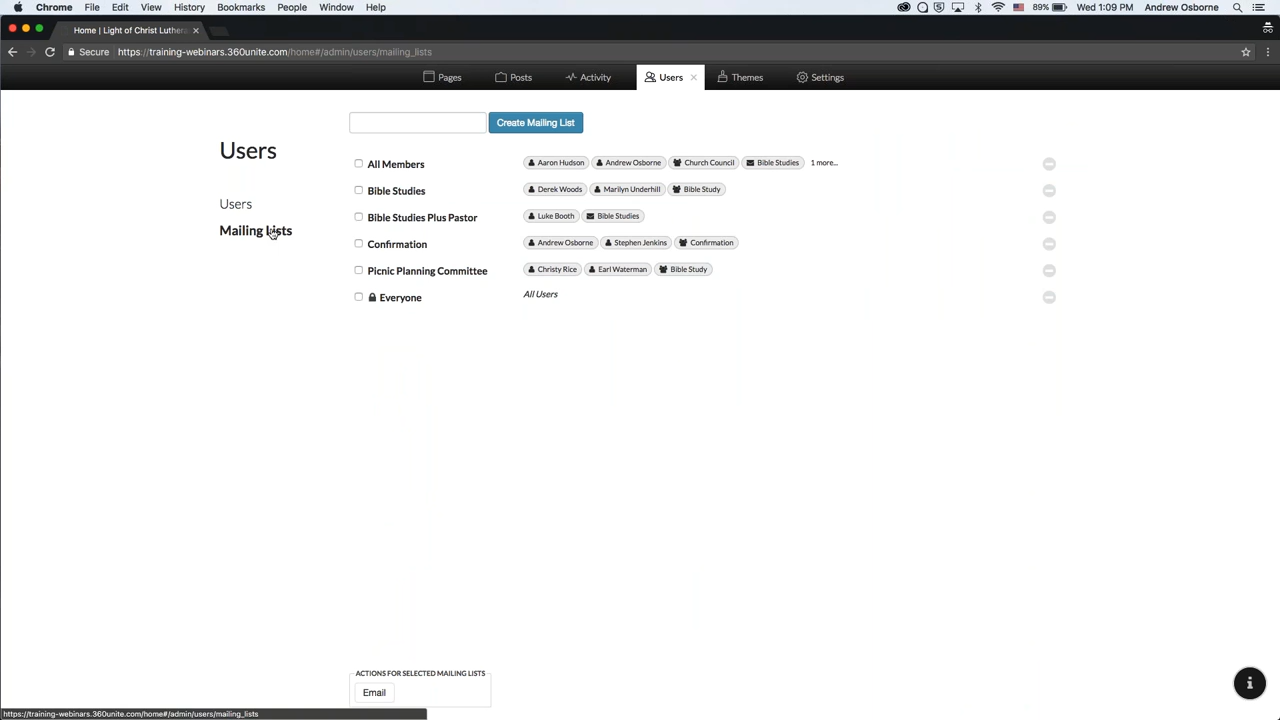 Chrome File Edit View History Bookmarks People Window Help 89% Wed 1:09 PM Andrew Osborne
Home | Light of Christ Luthera
Secure https://training-webinars.360unite.com/home#/admin/users/mailing_lists
Pages Posts Activity Users Themes Settings
Create Mailing List
Users
All Members Aaron Hudson Andrew Osborne Church Council Bible Studies 1 more...
Bible Studies Derek Woods Marilyn Underhill Bible Study
Users
Bible Studies Plus Pastor Luke Booth Bible Studies
Mailing Lists
Confirmation Andrew Osborne Stephen Jenkins Confirmation
Picnic Planning Committee Christy Rice Earl Waterman Bible Study
Everyone All Users
ACTIONS FOR SELECTED MAILING LISTS
Email
https://training-webinars.360unite.com/home#/admin/users/mailing_lists